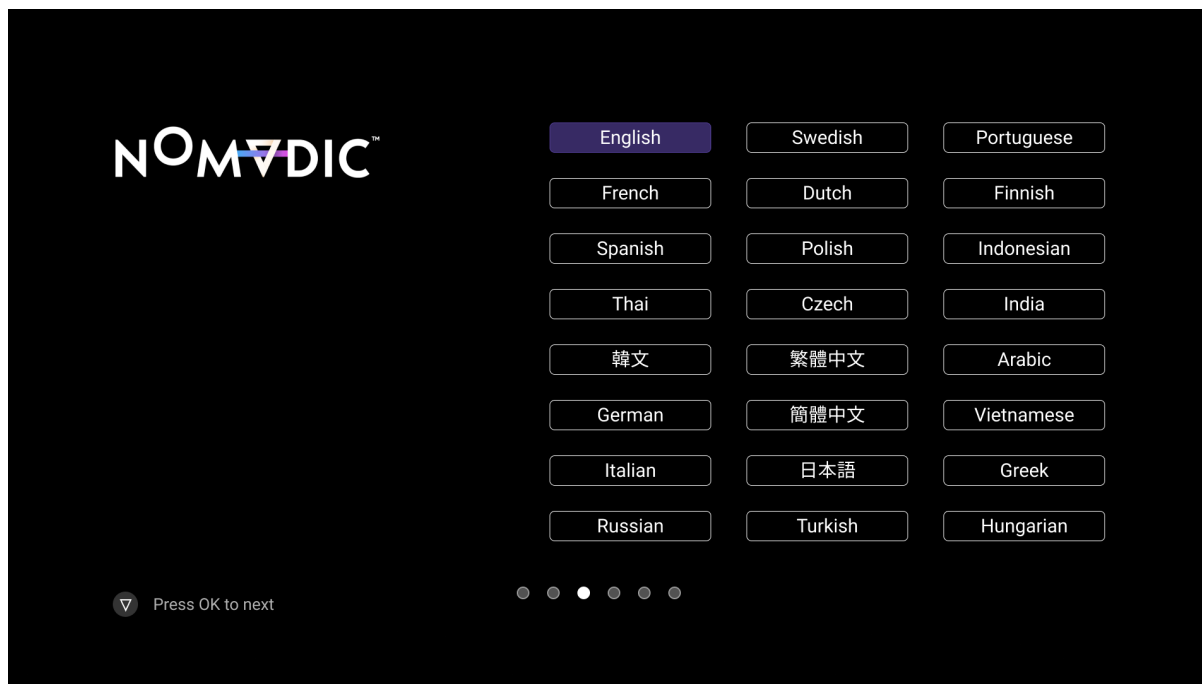 NOMADIC™
English Swedish Portuguese
French Dutch Finnish
Spanish Polish Indonesian
Thai Czech India
韓文 繁體中文 Arabic
German 簡體中文 Vietnamese
Italian 日本語 Greek
Russian Turkish Hungarian
Press OK to next